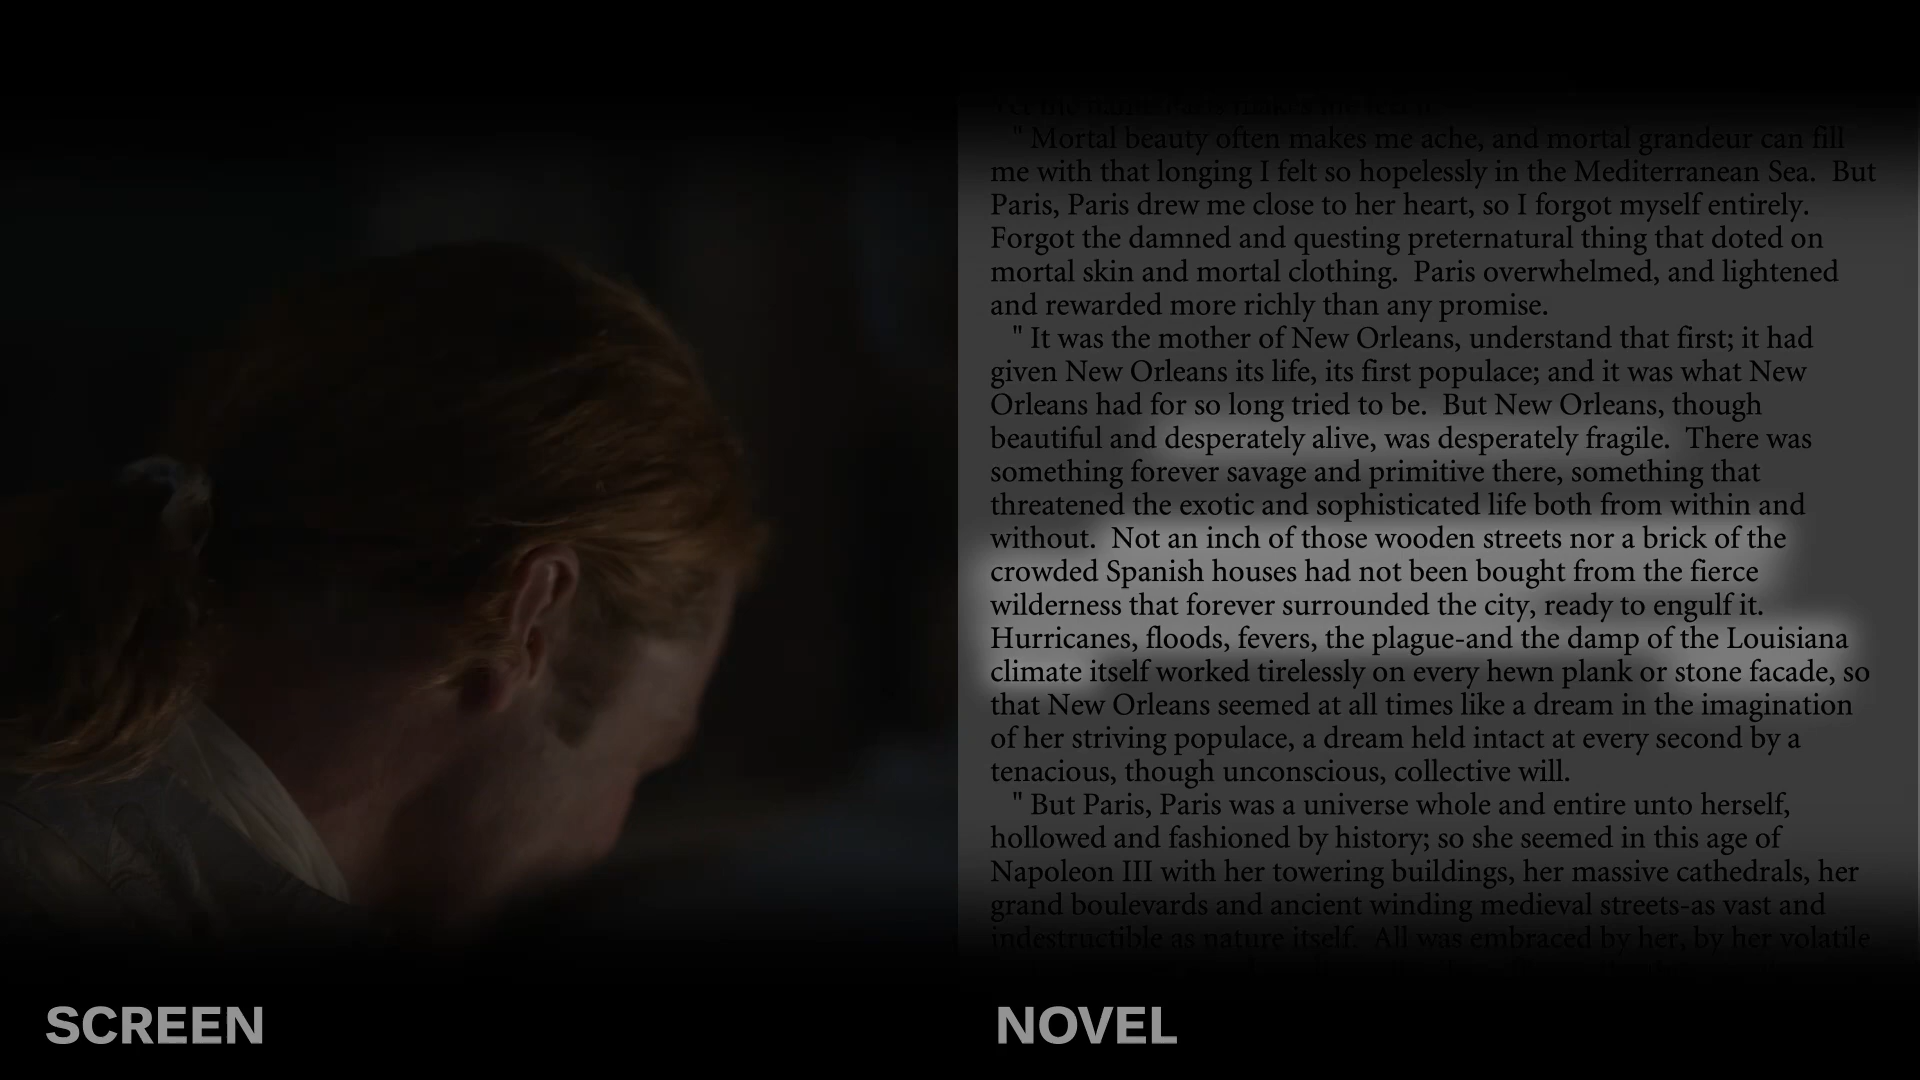 " Mortal beauty often makes me ache, and mortal grandeur can fill
me with that longing I felt so hopelessly in the Mediterranean Sea.  But
Paris, Paris drew me close to her heart, so I forgot myself entirely.
Forgot the damned and questing preternatural thing that doted on
mortal skin and mortal clothing.  Paris overwhelmed, and lightened
and rewarded more richly than any promise.
" It was the mother of New Orleans, understand that first; it had
given New Orleans its life, its first populace; and it was what New
Orleans had for so long tried to be.  But New Orleans, though
beautiful and desperately alive, was desperately fragile.  There was
something forever savage and primitive there, something that
threatened the exotic and sophisticated life both from within and
without.  Not an inch of those wooden streets nor a brick of the
crowded Spanish houses had not been bought from the fierce
wilderness that forever surrounded the city, ready to engulf it.
Hurricanes, floods, fevers, the plague-and the damp of the Louisiana
climate itself worked tirelessly on every hewn plank or stone facade, so
that New Orleans seemed at all times like a dream in the imagination
of her striving populace, a dream held intact at every second by a
tenacious, though unconscious, collective will.
" But Paris, Paris was a universe whole and entire unto herself,
hollowed and fashioned by history; so she seemed in this age of
Napoleon III with her towering buildings, her massive cathedrals, her
grand boulevards and ancient winding medieval streets-as vast and
indestructible as nature itself.  All was embraced by her, by her volatile
SCREEN
NOVEL